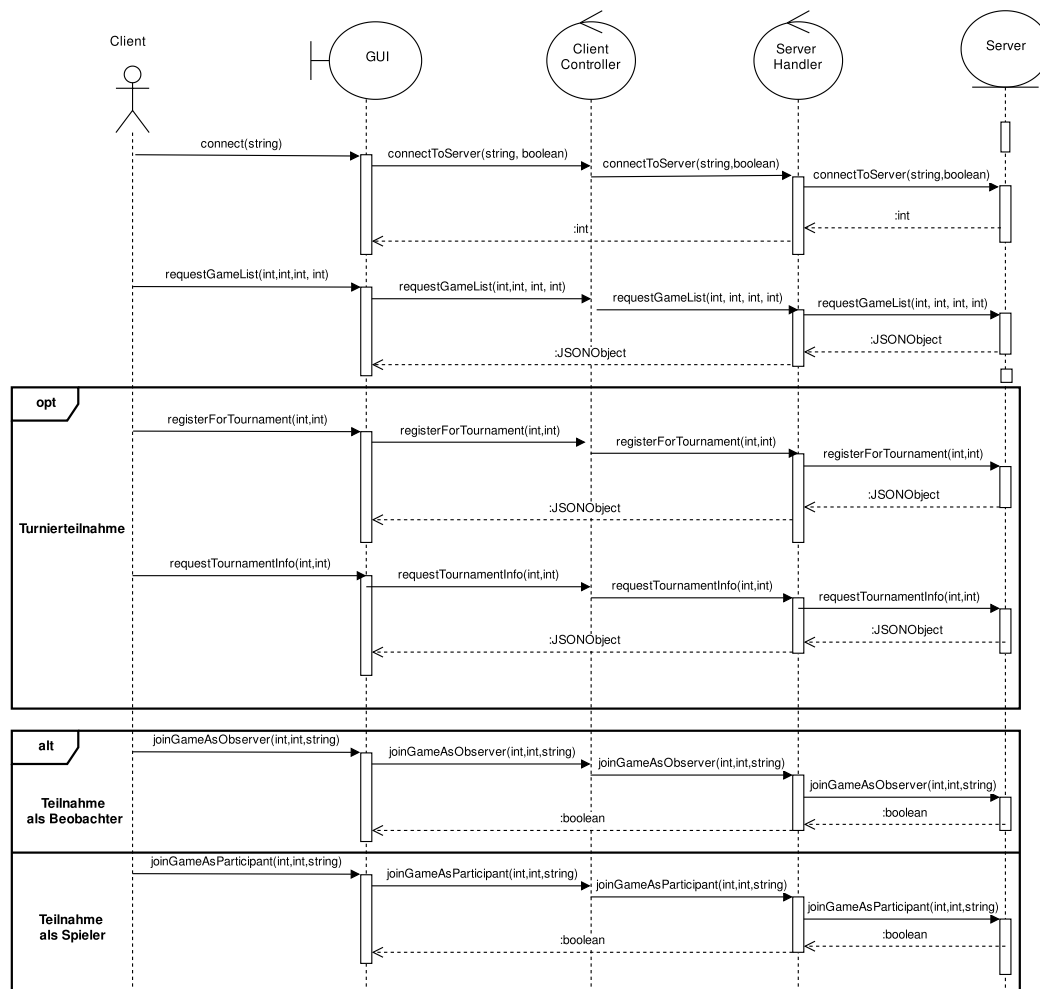 Client
GUI
Client
Controller
Server
Handler
Server
connect(string)
connectToServer(string, boolean)
connectToServer(string,boolean)
connectToServer(string,boolean)
:int
:int
requestGameList(int,int,int, int)
requestGameList(int,int, int, int)
requestGameList(int, int, int, int)
requestGameList(int, int, int, int)
:JSONObject
:JSONObject
opt
registerForTournament(int,int)
registerForTournament(int,int)
registerForTournament(int,int)
registerForTournament(int,int)
:JSONObject
:JSONObject
Turnierteilnahme
requestTournamentInfo(int,int)
requestTournamentInfo(int,int)
requestTournamentInfo(int,int)
requestTournamentInfo(int,int)
:JSONObject
:JSONObject
alt
joinGameAsObserver(int,int,string)
joinGameAsObserver(int,int,string)
joinGameAsObserver(int,int,string)
joinGameAsObserver(int,int,string)
Teilnahme
als Beobachter
:boolean
:boolean
joinGameAsParticipant(int,int,string)
joinGameAsParticipant(int,int,string)
joinGameAsParticipant(int,int,string)
joinGameAsParticipant(int,int,string)
Teilnahme
als Spieler
:boolean
:boolean